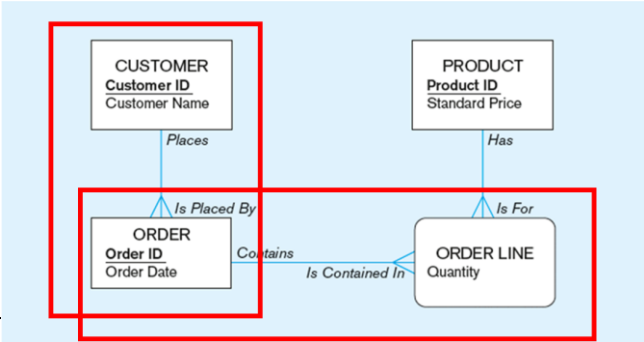 CUSTOMER
Customer ID
Customer Name
PRODUCT
Product ID
Standard Price
Places
Has
Is Placed By
Is For
ORDER
Order ID
Order Date
Contains
Is Contained In
ORDER LINE
Quantity